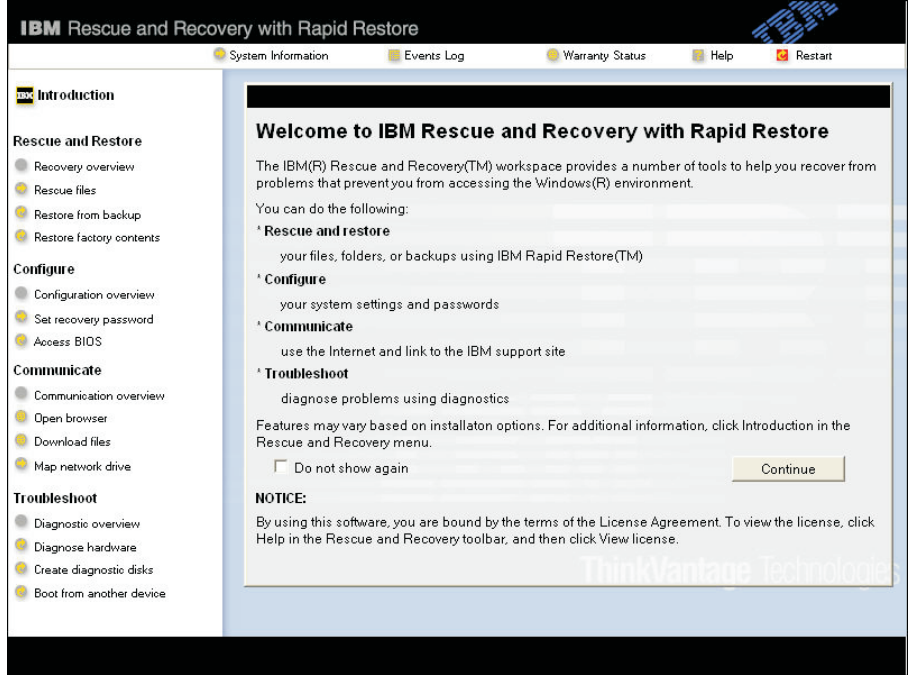 IBM Rescue and Recovery with Rapid Restore
IBM
System Information
Events Log
Warranty Status
Help
Restart
IBM Introduction
Rescue and Restore
Recovery overview
Rescue files
Restore from backup
Restore factory contents
Configure
Configuration overview
Set recovery password
Access BIOS
Communicate
Communication overview
Open browser
Download files
Map network drive
Troubleshoot
Diagnostic overview
Diagnose hardware
Create diagnostic disks
Boot from another device
Welcome to IBM Rescue and Recovery with Rapid Restore
The IBM(R) Rescue and Recovery(TM) workspace provides a number of tools to help you recover from
problems that prevent you from accessing the Windows(R) environment.
You can do the following:
* Rescue and restore
your files, folders, or backups using IBM Rapid Restore(TM)
* Configure
your system settings and passwords
* Communicate
use the Internet and link to the IBM support site
* Troubleshoot
diagnose problems using diagnostics
Features may vary based on installaton options. For additional information, click Introduction in the
Rescue and Recovery menu.
Do not show again
Continue
NOTICE:
By using this software, you are bound by the terms of the License Agreement. To view the license, click
Help in the Rescue and Recovery toolbar, and then click View license.
ThinkVantage Technologies